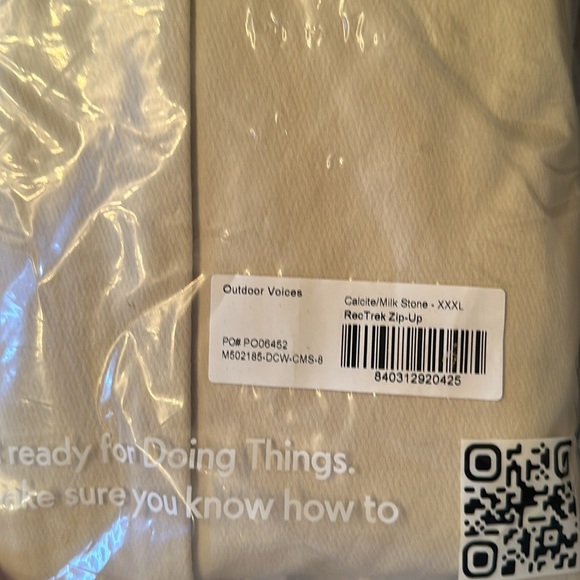 Outdoor Voices
Calcite/Milk Stone - XXXL
RecTrek Zip-Up
PO# PO06452
M502185-DCW-CMS-8
840312920425
ready for Doing Things.
ake sure you know how to